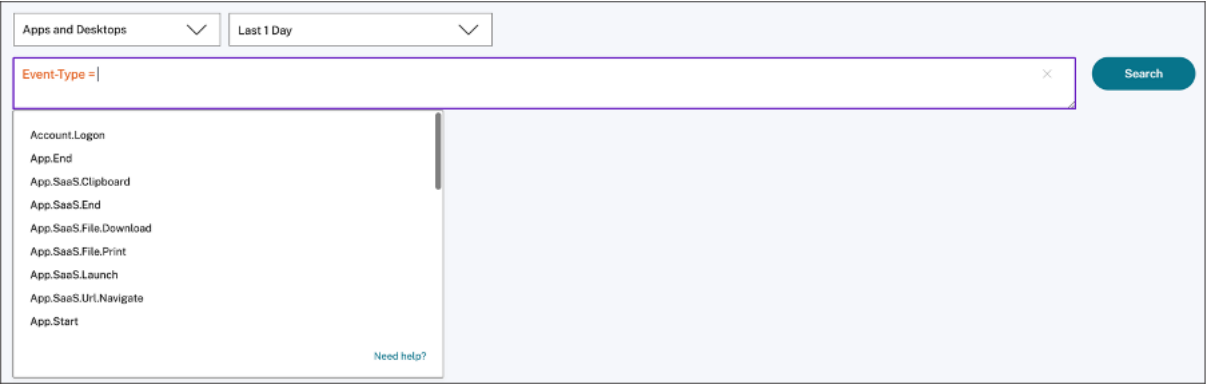 Apps and Desktops
Last 1 Day
Event-Type =
Search
Account.Logon
App.End
App.SaaS.Clipboard
App.SaaS.End
App.SaaS.File.Download
App.SaaS.File.Print
App.SaaS.Launch
App.SaaS.Url.Navigate
App.Start
Need help?